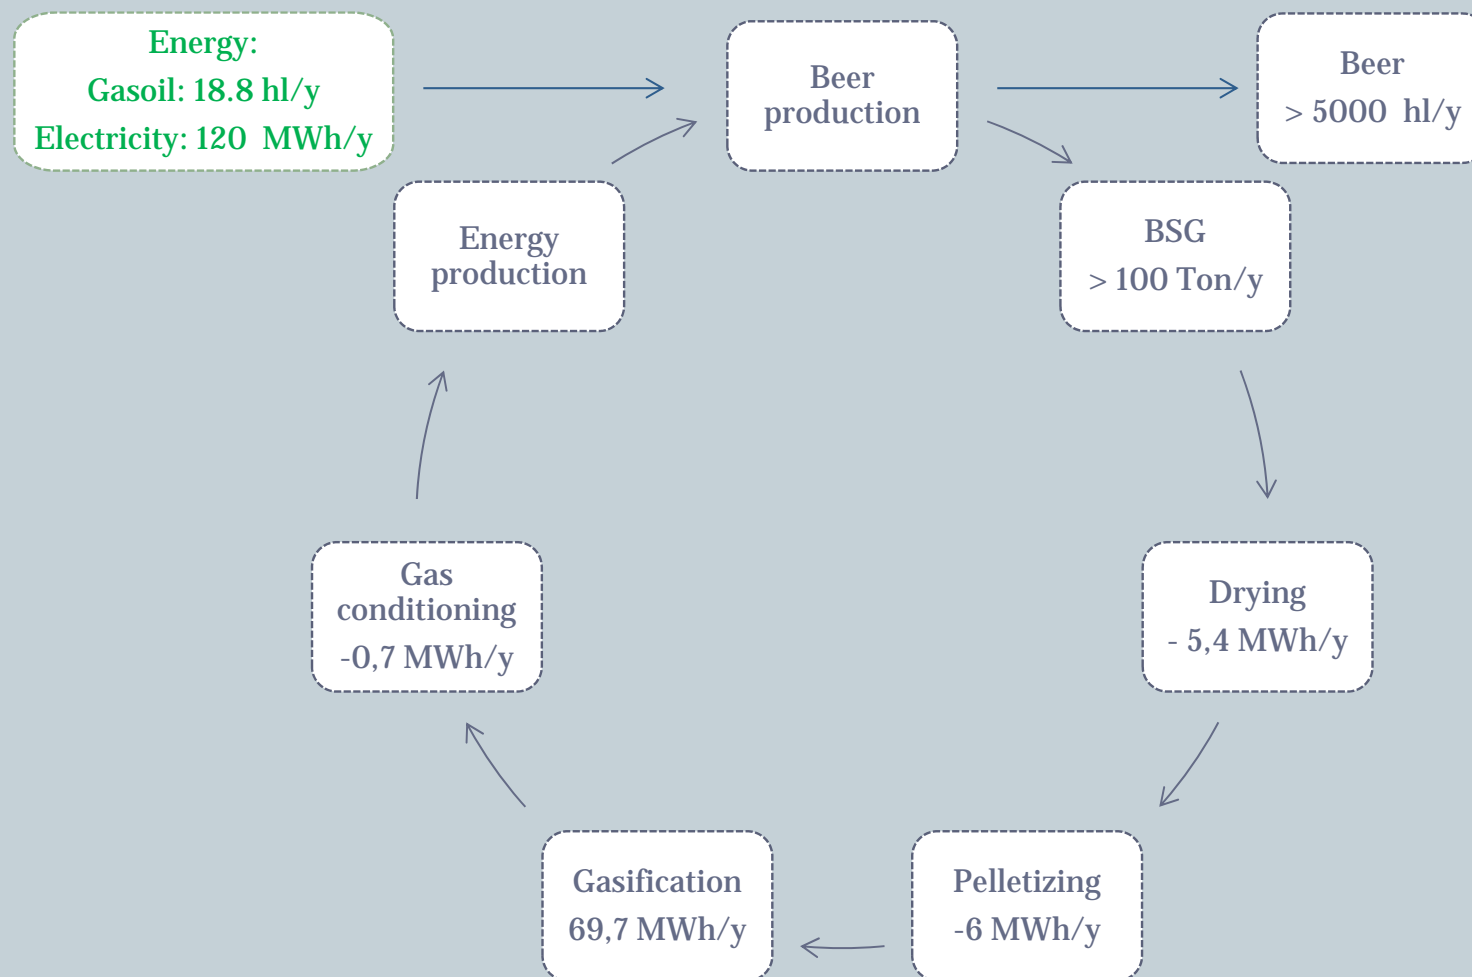 Energy:
Gasoil: 18.8 hl/y
Electricity: 120 MWh/y
Beer
production
Beer
> 5000 hl/y
Energy
production
BSG
> 100 Ton/y
Gas
conditioning
-0,7 MWh/y
Drying
- 5,4 MWh/y
Gasification
69,7 MWh/y
Pelletizing
-6 MWh/y